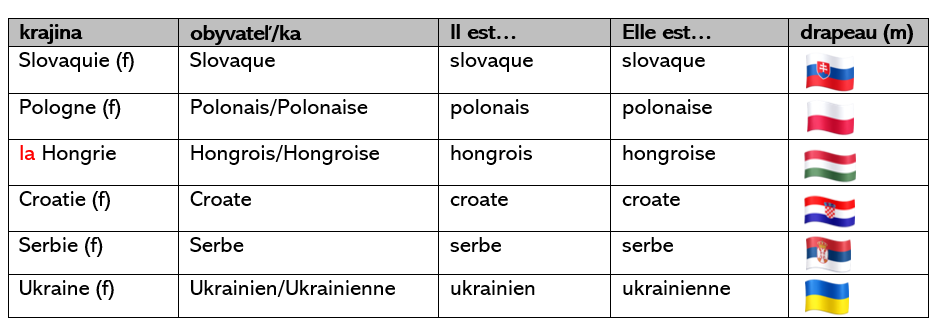 krajina obyvateľ/ka Il est… Elle est… drapeau (m)
Slovaquie (f) Slovaque slovaque slovaque
Pologne (f) Polonais/Polonaise polonais polonaise
la Hongrie Hongrois/Hongroise hongrois hongroise
Croatie (f) Croate croate croate
Serbie (f) Serbe serbe serbe
Ukraine (f) Ukrainien/Ukrainienne ukrainien ukrainienne